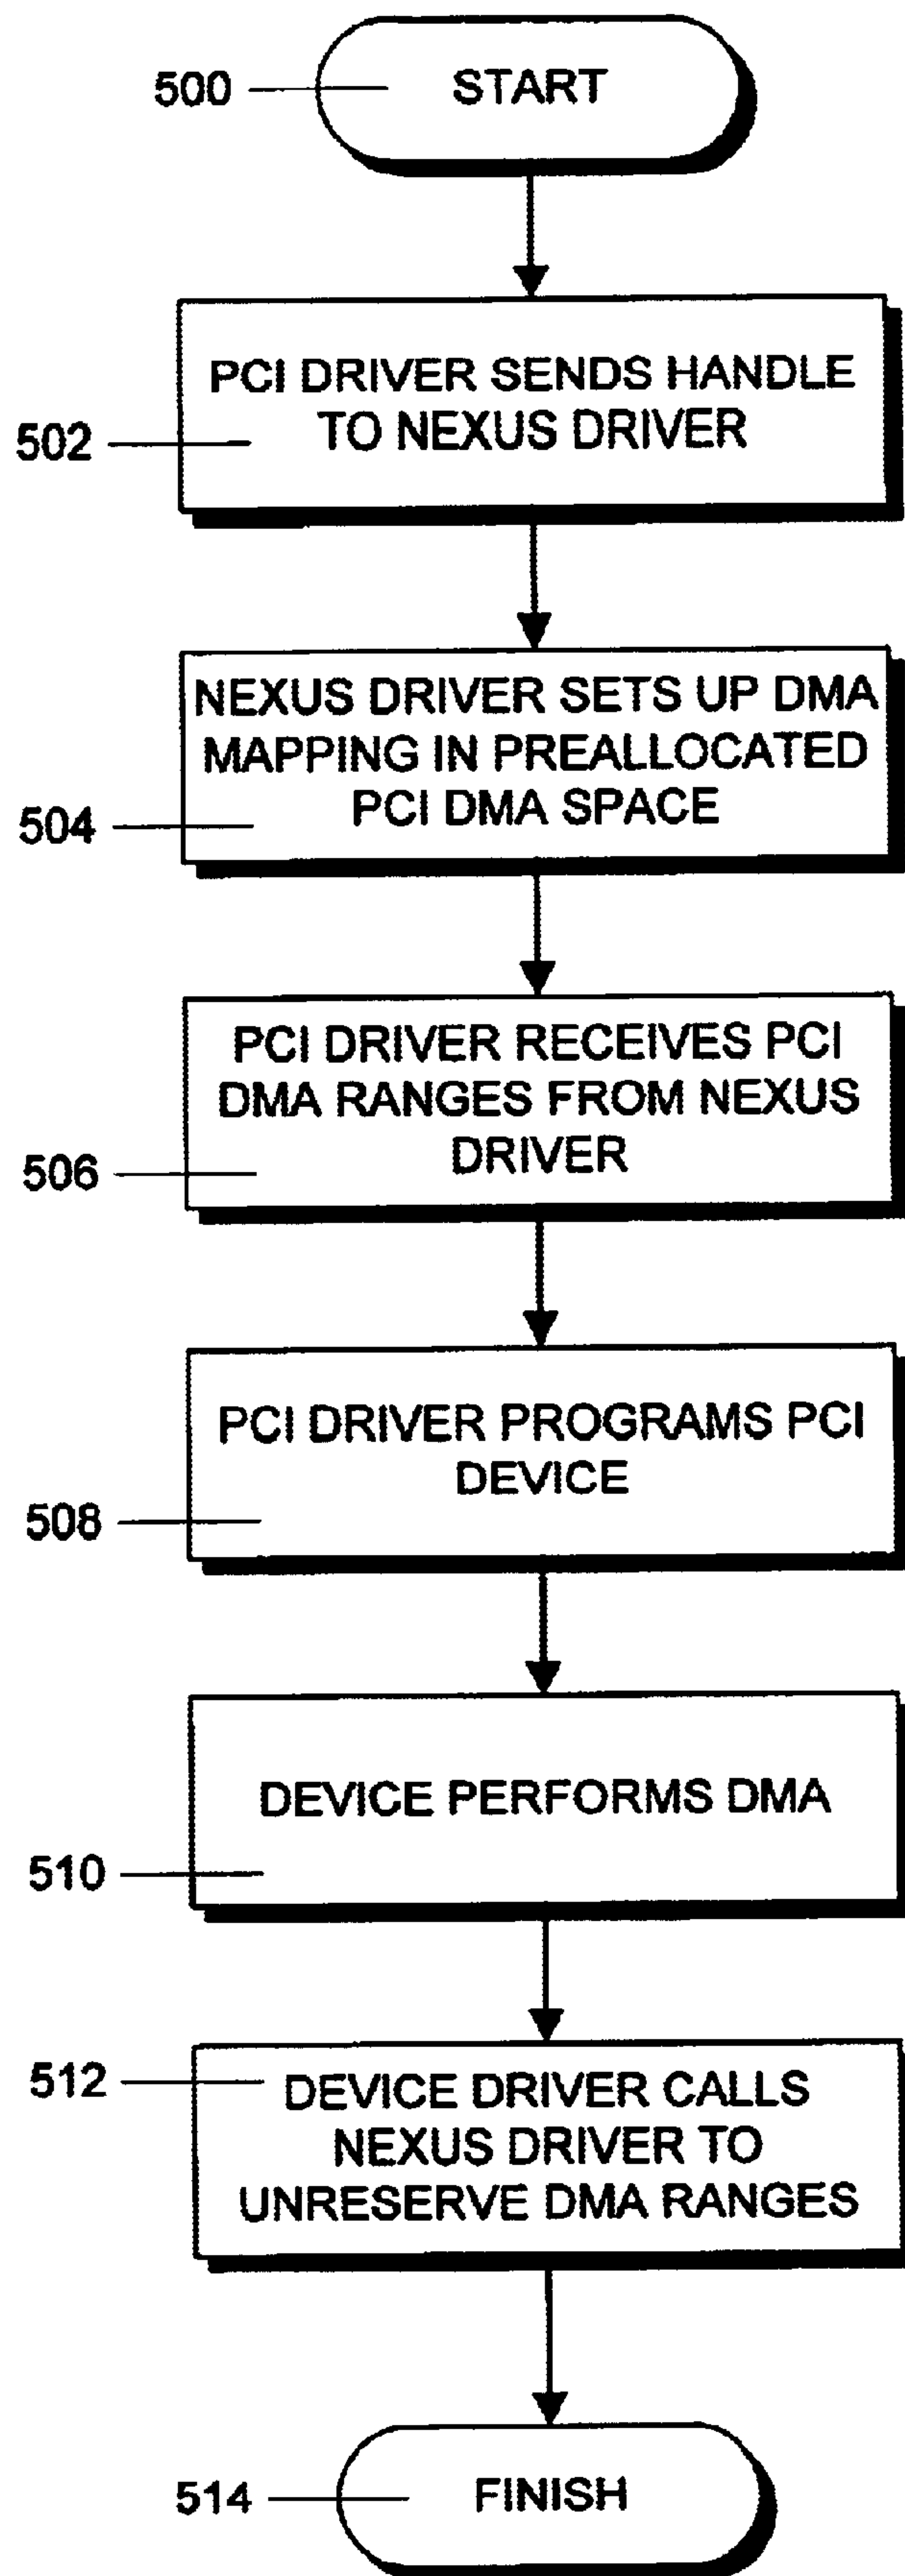 500
START
PCI DRIVER SENDS HANDLE
TO NEXUS DRIVER
502
NEXUS DRIVER SETS UP DMA
MAPPING IN PREALLOCATED
PCI DMA SPACE
504
PCI DRIVER RECEIVES PCI
DMA RANGES FROM NEXUS
DRIVER
506
PCI DRIVER PROGRAMS PCI
DEVICE
508
DEVICE PERFORMS DMA
510
512
DEVICE DRIVER CALLS
NEXUS DRIVER TO
UNRESERVE DMA RANGES
514
FINISH